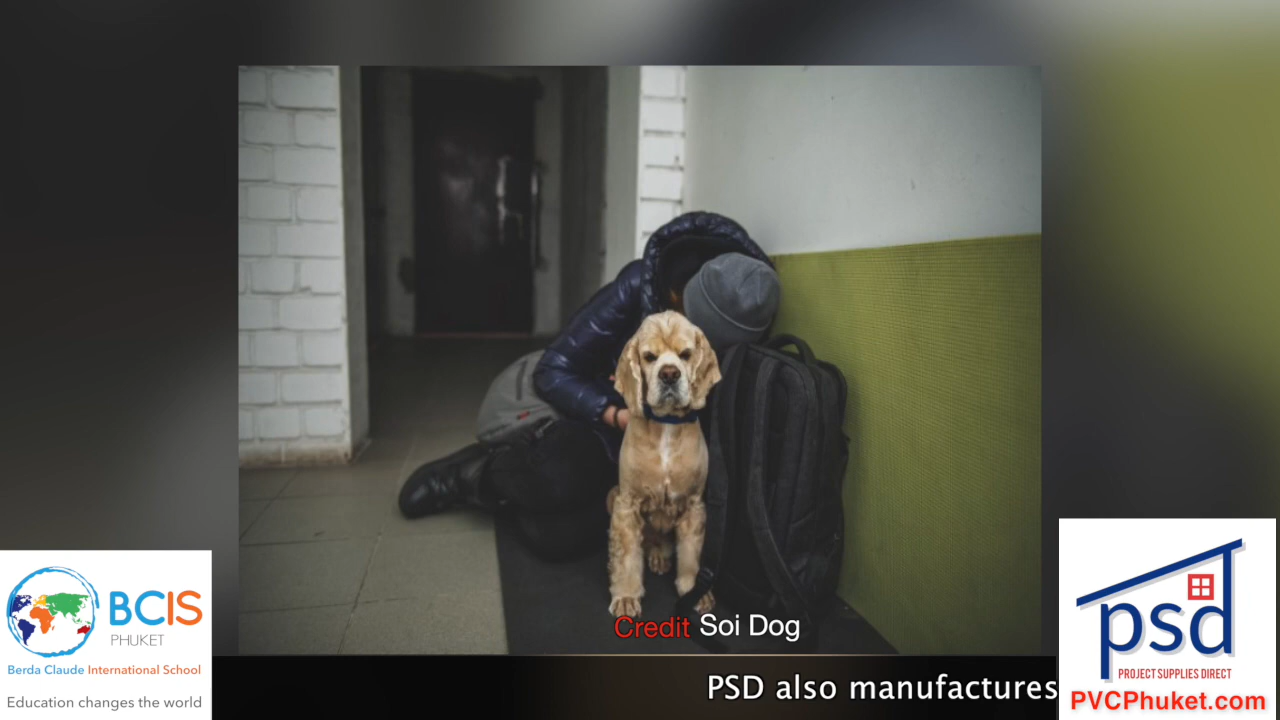 Credit Soi Dog
BCIS
PHUKET
Berda Claude International School
Education changes the world
PSD also manufactures
psd
PROJECT SUPPLIES DIRECT
PVCPhuket.com